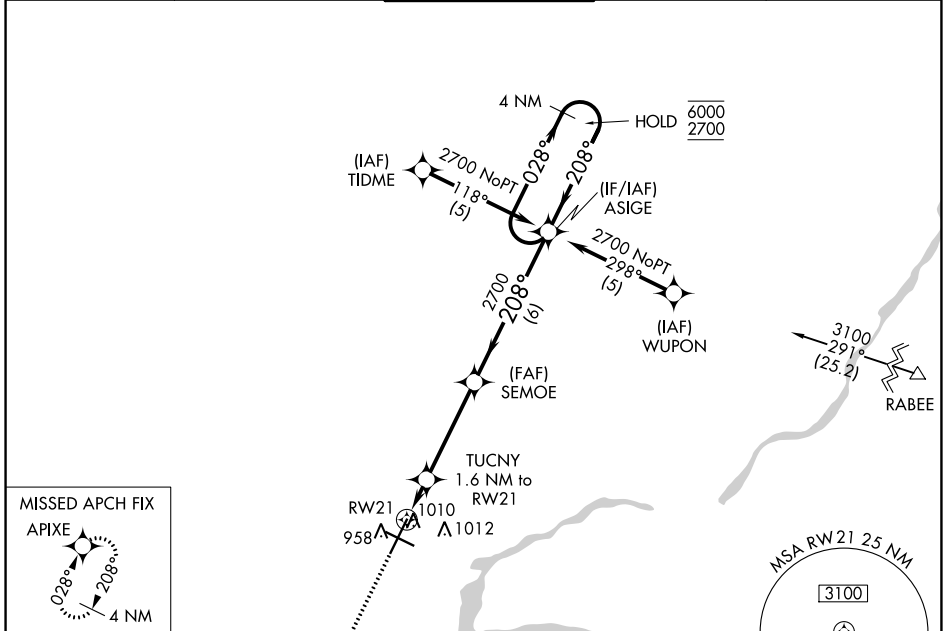 4 NM
HOLD
6000
2700
028°
208°
(IAF)
TIDME
2700 NoPT
118°
(5)
(IF/IAF)
ASIGE
2700 NoPT
298°
(5)
(IAF)
WUPON
2700
208°
(6)
3100
291°
(25.2)
RABEE
(FAF)
SEMOE
TUCNY
1.6 NM to
RW21
RW21
1010
958
1012
MISSED APCH FIX
APIXE
028°
208°
4 NM
MSA RW21 25 NM
3100